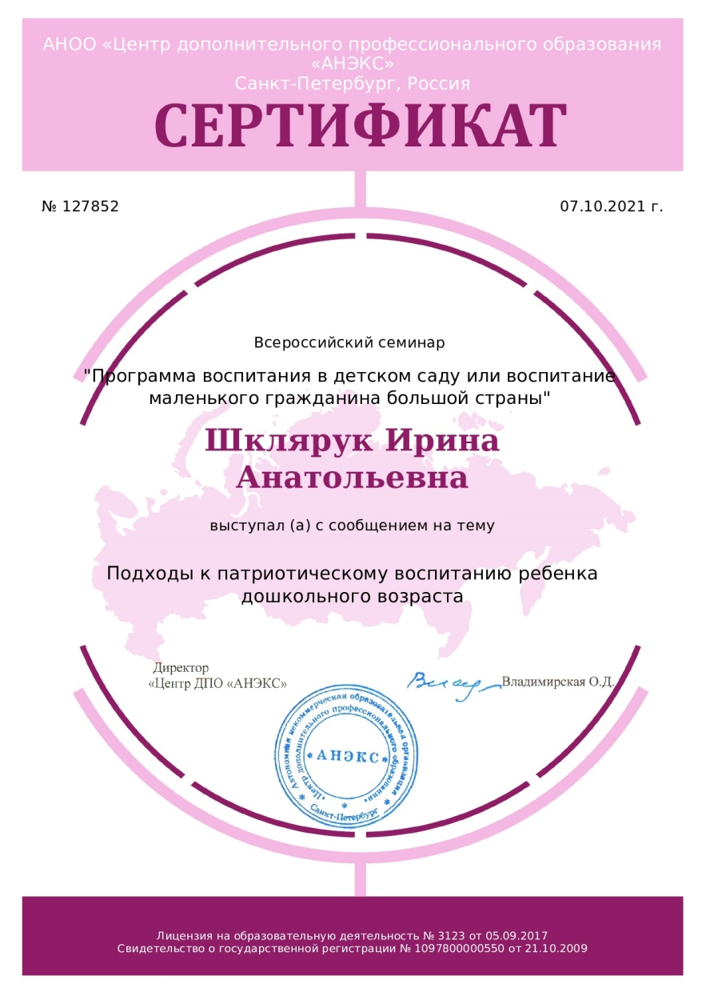 АНОО «Центр дополнительного профессионального образования
«АНЭКС»
Санкт-Петербург, Россия
СЕРТИФИКАТ
№ 127852
07.10.2021 г.
Всероссийский семинар
"Программа воспитания в детском саду или воспитание
маленького гражданина большой страны"
Шклярук Ирина
Анатольевна
выступал (а) с сообщением на тему
Подходы к патриотическому воспитанию ребенка
дошкольного возраста
Директор
«Центр ДПО «АНЭКС»
Владимирская О.Д.
Автономная некоммерческая образовательная организация
«Центр дополнительного профессионального образования»
«АНЭКС»
Санкт-Петербург
Лицензия на образовательную деятельность № 3123 от 05.09.2017
Свидетельство о государственной регистрации № 1097800000550 от 21.10.2009